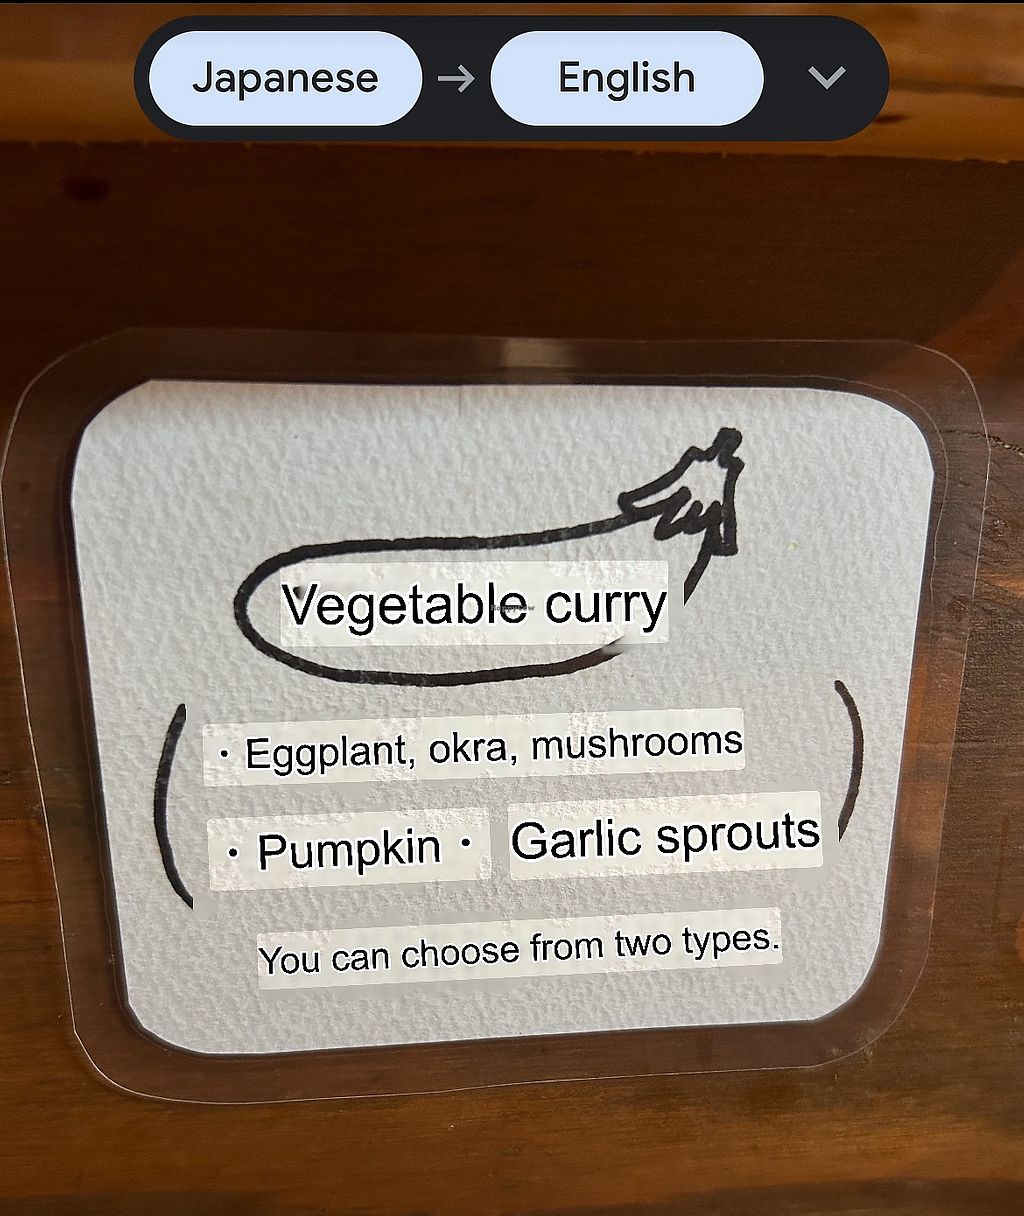 Japanese → English
Vegetable curry
・Eggplant, okra, mushrooms
・Pumpkin・ Garlic sprouts
You can choose from two types.